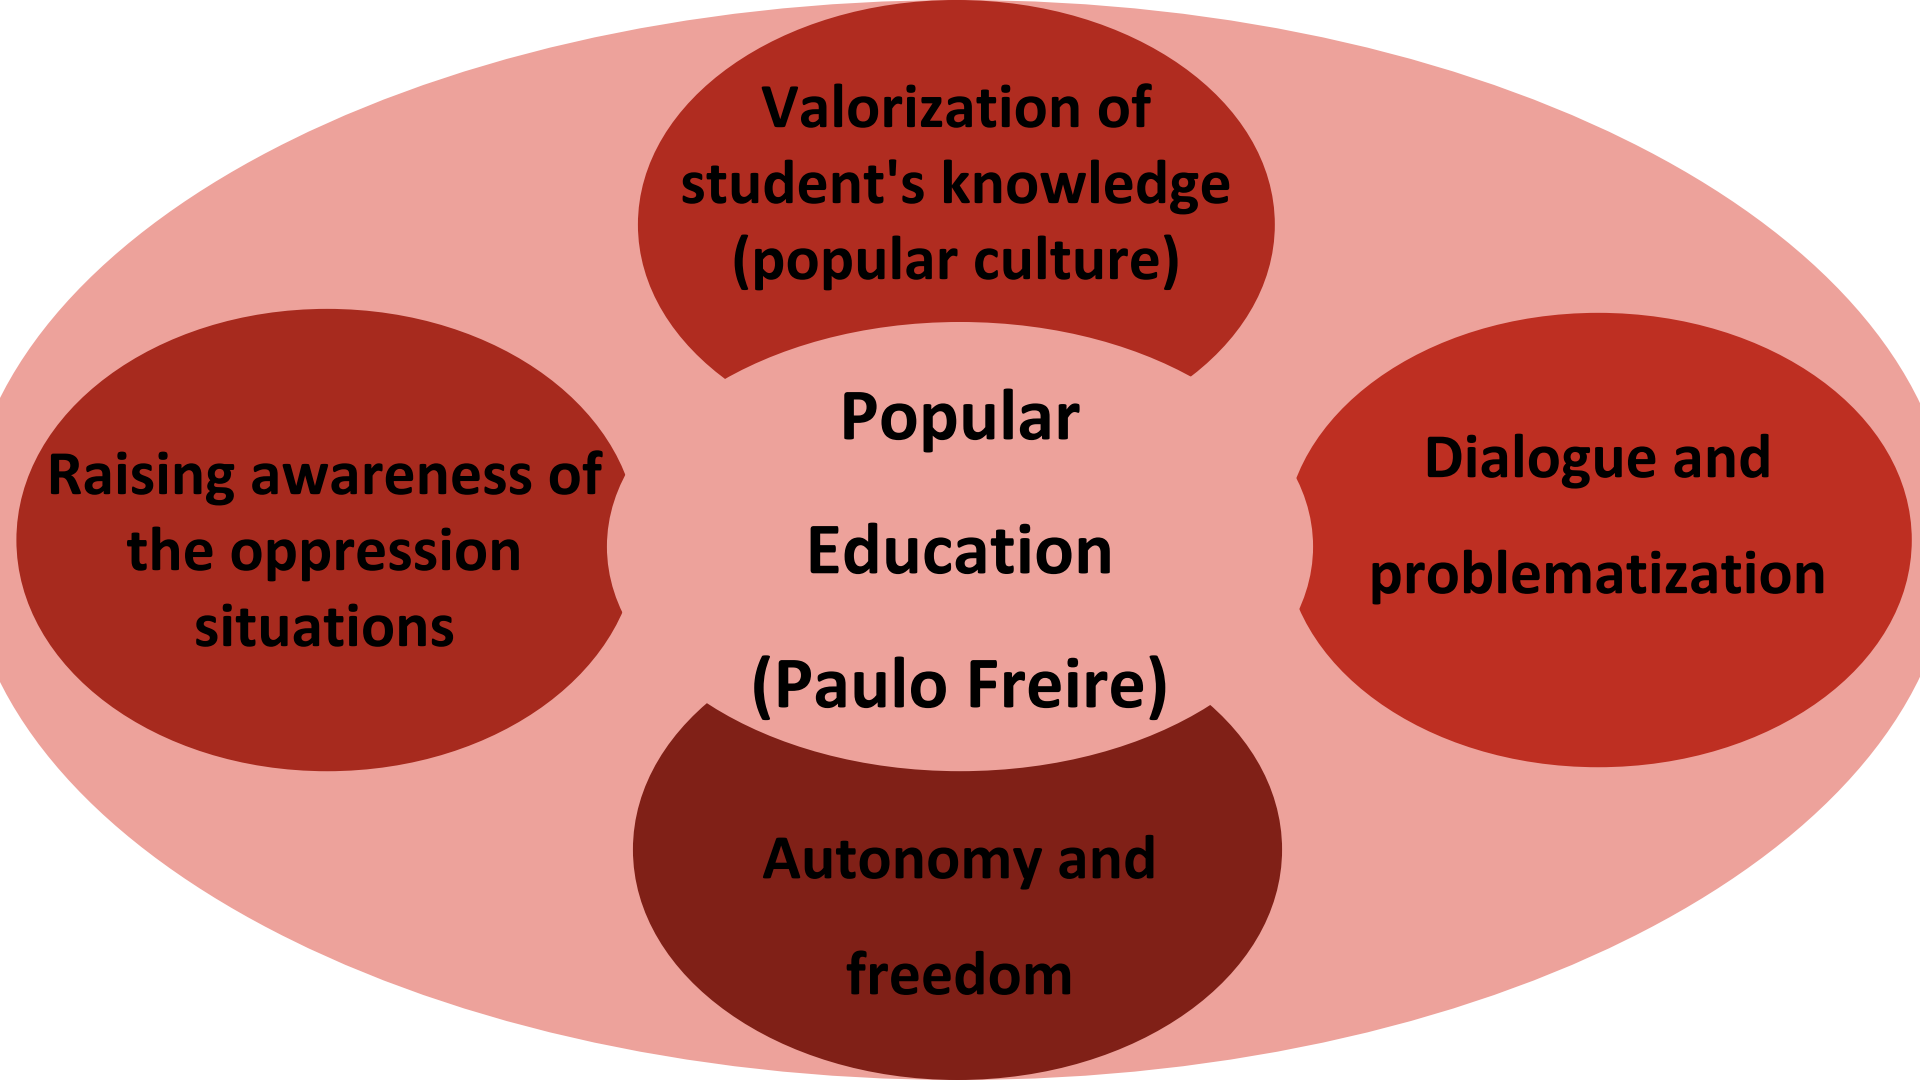 Valorization of
student's knowledge
(popular culture)
Raising awareness of
the oppression
situations
Popular
Education
(Paulo Freire)
Dialogue and
problematization
Autonomy and
freedom